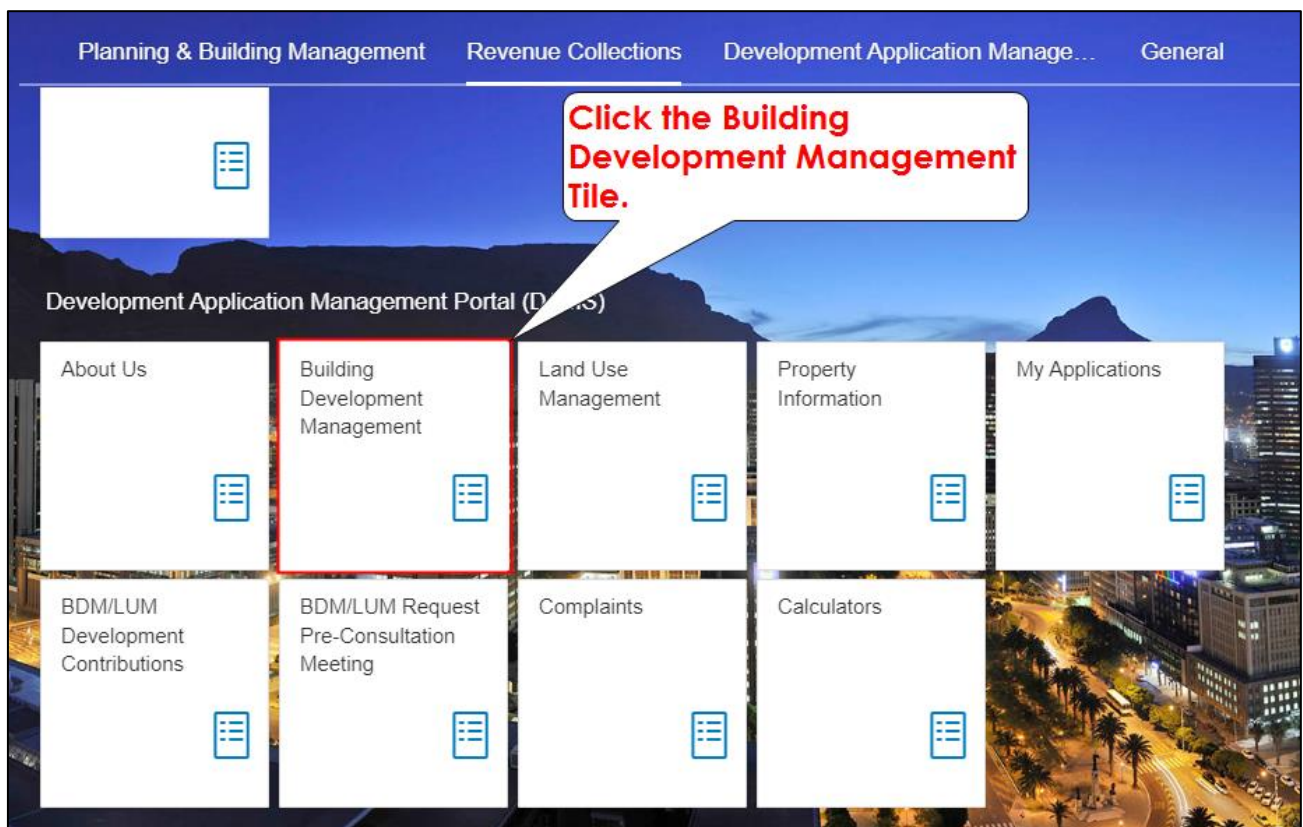 Planning & Building Management Revenue Collections Development Application Manage... General
Click the Building
Development Management
Tile.
Development Application Management Portal
About Us
Building
Development
Management
Land Use
Management
Property
Information
My Applications
BDM/LUM
Development
Contributions
BDM/LUM Request
Pre-Consultation
Meeting
Complaints
Calculators